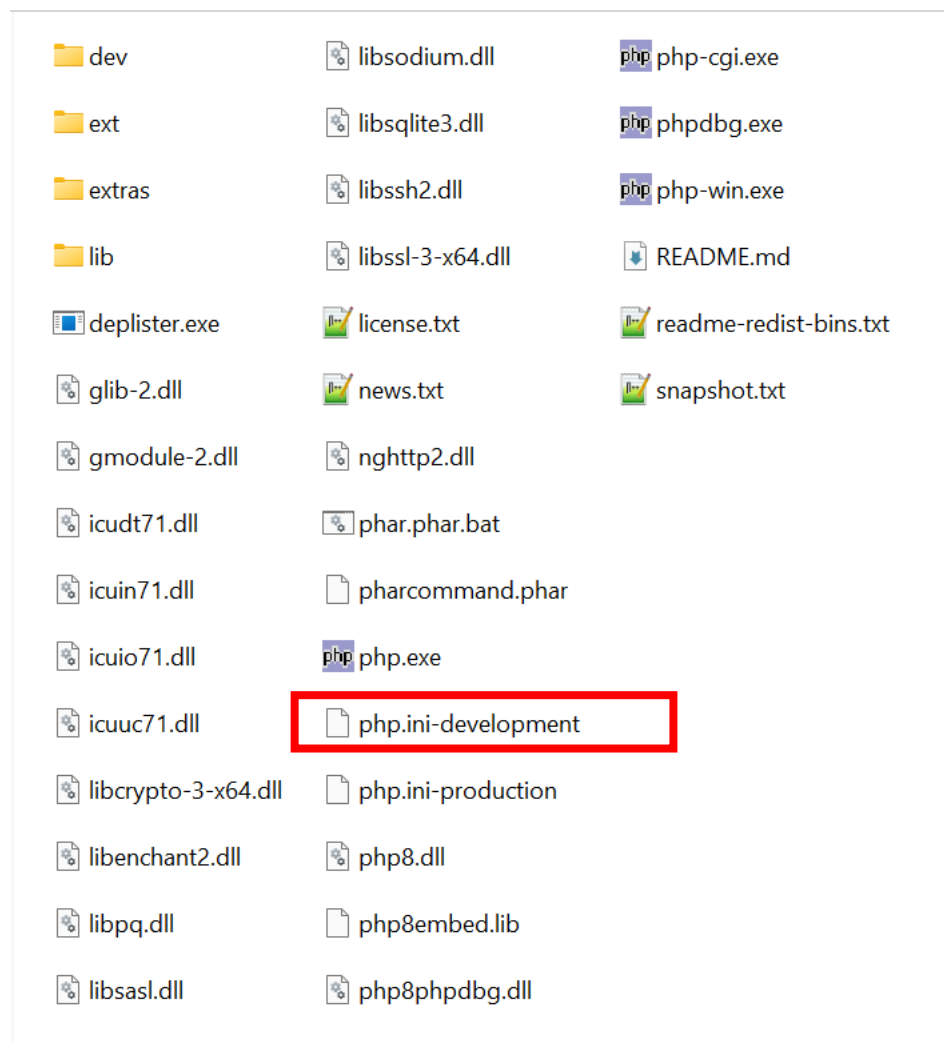 dev
ext
extras
lib
deplister.exe
glib-2.dll
gmodule-2.dll
icudt71.dll
icuin71.dll
icuio71.dll
icuuc71.dll
libcrypto-3-x64.dll
libenchant2.dll
libpq.dll
libsasl.dll
libsodium.dll
libsqlite3.dll
libssh2.dll
libssl-3-x64.dll
license.txt
news.txt
nghttp2.dll
phar.phar.bat
pharcommand.phar
php php.exe
php.ini-development
php.ini-production
php8.dll
php8embed.lib
php8phpdbg.dll
php php-cgi.exe
php phpdbg.exe
php php-win.exe
README.md
readme-redist-bins.txt
snapshot.txt